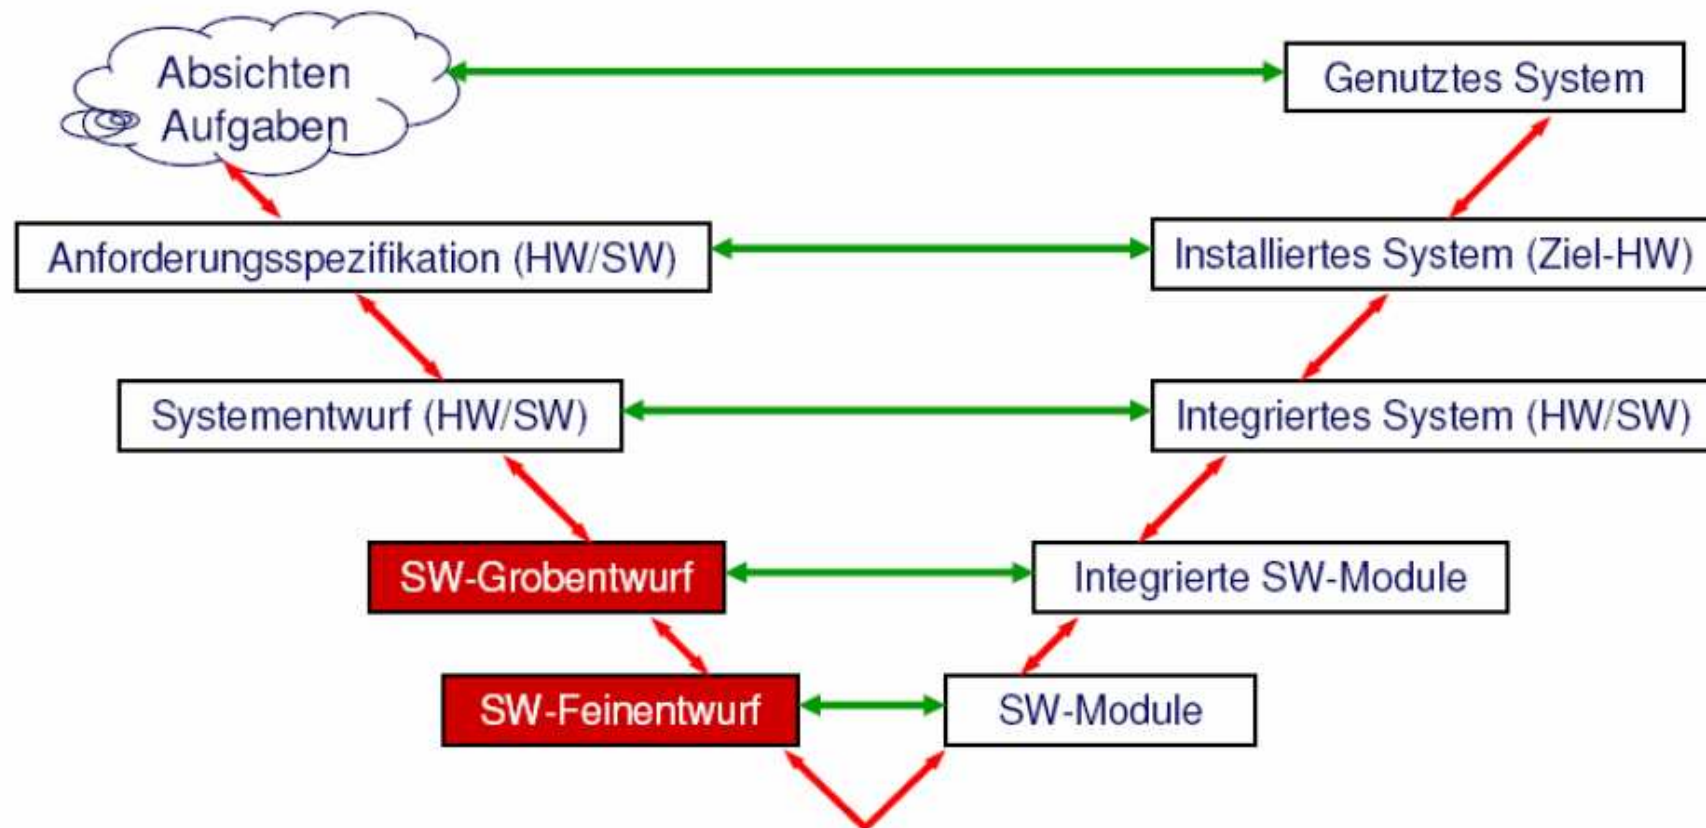 Absichten
Aufgaben
Genutztes System
Anforderungsspezifikation (HW/SW)
Installiertes System (Ziel-HW)
Systementwurf (HW/SW)
Integriertes System (HW/SW)
SW-Grobentwurf
Integrierte SW-Module
SW-Feinentwurf
SW-Module